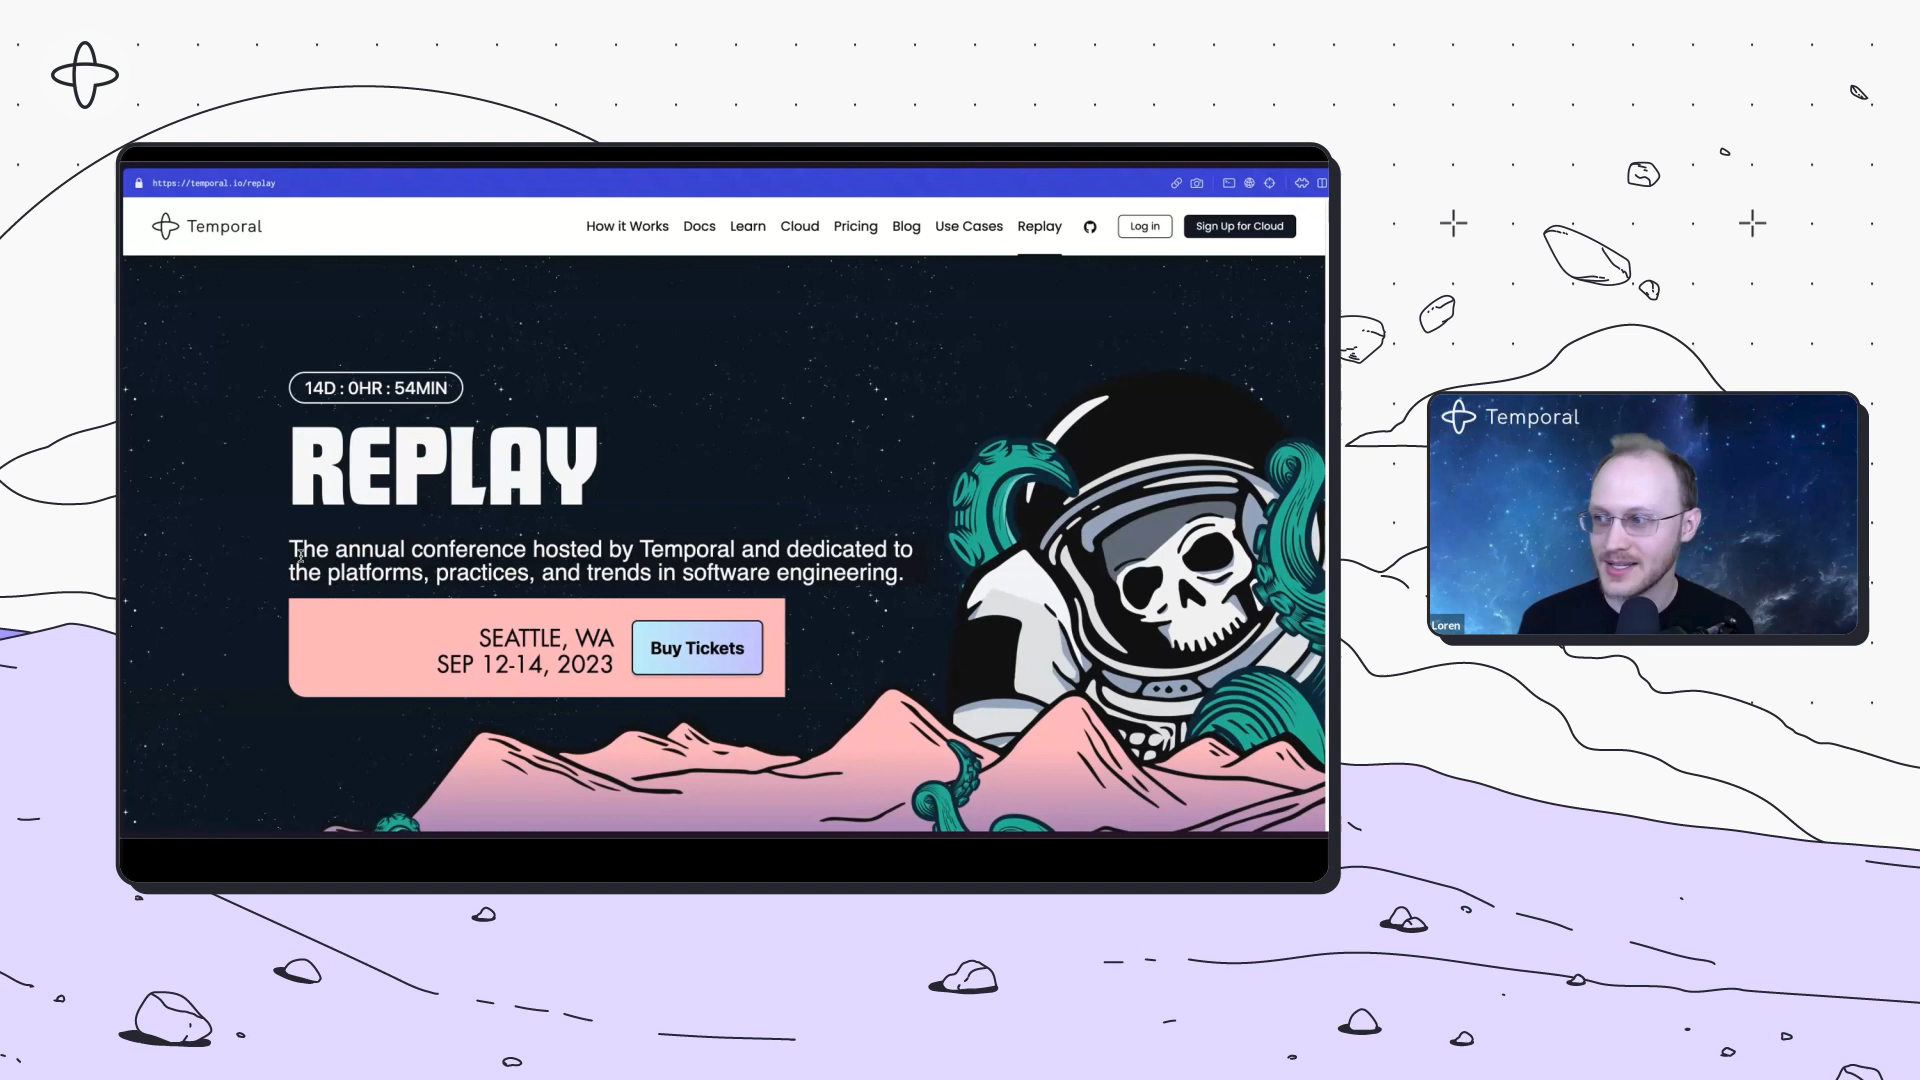 https://temporal.io/replay
Temporal
How it Works Docs Learn Cloud Pricing Blog Use Cases Replay Log in Sign Up for Cloud
14D : 0HR : 54MIN
REPLAY
The annual conference hosted by Temporal and dedicated to
the platforms, practices, and trends in software engineering.
SEATTLE, WA
SEP 12-14, 2023
Buy Tickets
Temporal
Loren